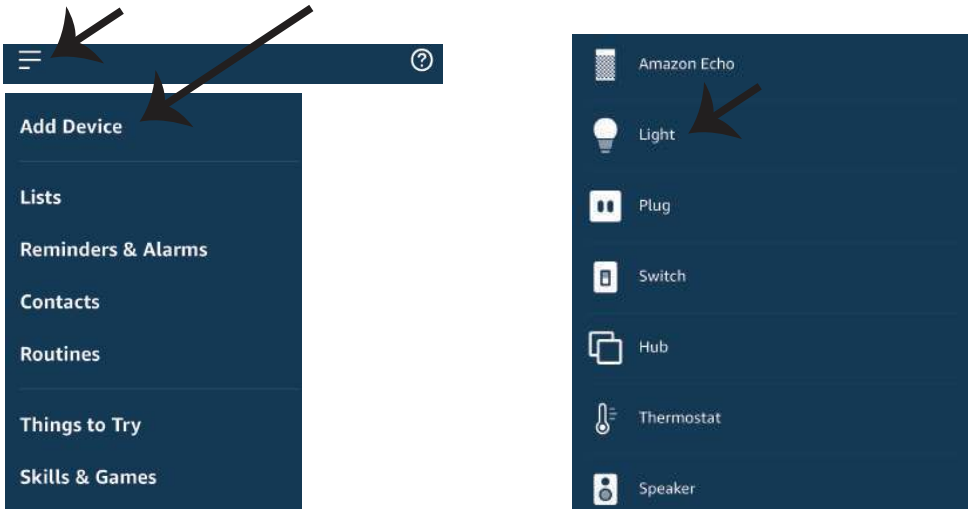 Add Device
Lists
Reminders & Alarms
Contacts
Routines
Things to Try
Skills & Games
Amazon Echo
Light
Plug
Switch
Hub
Thermostat
Speaker